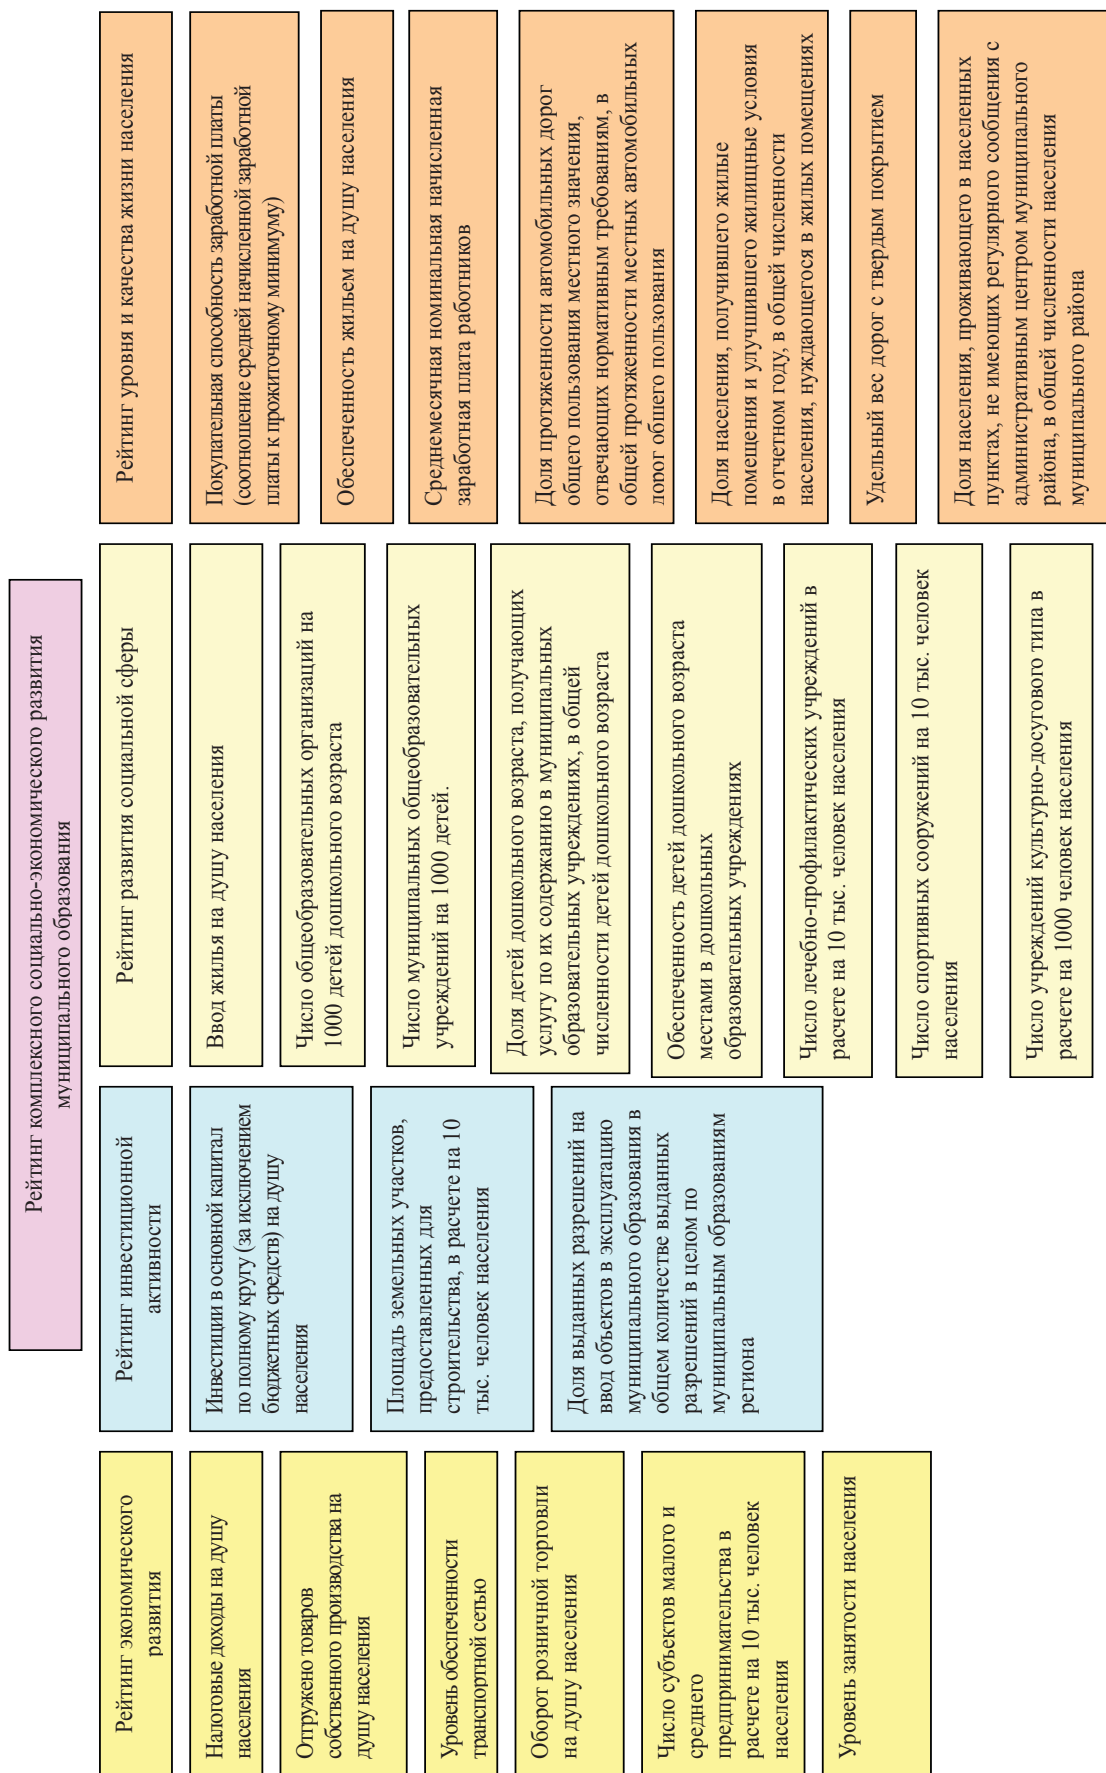 Рейтинг комплексного социально-экономического развития
муниципального образования
Рейтинг экономического
развития
Налоговые доходы на душу
населения
Отгружено товаров
собственного производства на
душу населения
Уровень обеспеченности
транспортной сетью
Оборот розничной торговли
на душу населения
Число субъектов малого и
среднего
предпринимательства в
расчете на 10 тыс. человек
населения
Уровень занятости населения
Рейтинг инвестиционной
активности
Инвестиции в основной капитал
по полному кругу (за исключением
бюджетных средств) на душу
населения
Площадь земельных участков,
предоставленных для
строительства, в расчете на 10
тыс. человек населения
Доля выданных разрешений на
ввод объектов в эксплуатацию
муниципального образования в
общем количестве выданных
разрешений в целом по
муниципальным образованиям
региона
Рейтинг развития социальной сферы
Ввод жилья на душу населения
Число общеобразовательных организаций на
1000 детей дошкольного возраста
Число муниципальных общеобразовательных
учреждений на 1000 детей.
Доля детей дошкольного возраста, получающих
услугу по их содержанию в муниципальных
образовательных учреждениях, в общей
численности детей дошкольного возраста
Обеспеченность детей дошкольного возраста
местами в дошкольных
образовательных учреждениях
Число лечебно-профилактических учреждений в
расчете на 10 тыс. человек населения
Число спортивных сооружений на 10 тыс. человек
населения
Число учреждений культурно-досугового типа в
расчете на 1000 человек населения
Рейтинг уровня и качества жизни населения
Покупательная способность заработной платы
(соотношение средней начисленной заработной
платы к прожиточному минимуму)
Обеспеченность жильем на душу населения
Среднемесячная номинальная начисленная
заработная плата работников
Доля протяженности автомобильных дорог
общего пользования местного значения,
отвечающих нормативным требованиям, в
общей протяженности местных автомобильных
дорог общего пользования
Доля населения, получившего жилые
помещения и улучшившего жилищные условия
в отчетном году, в общей численности
населения, нуждающегося в жилых помещениях
Удельный вес дорог с твердым покрытием
Доля населения, проживающего в населенных
пунктах, не имеющих регулярного сообщения с
административным центром муниципального
района, в общей численности населения
муниципального района